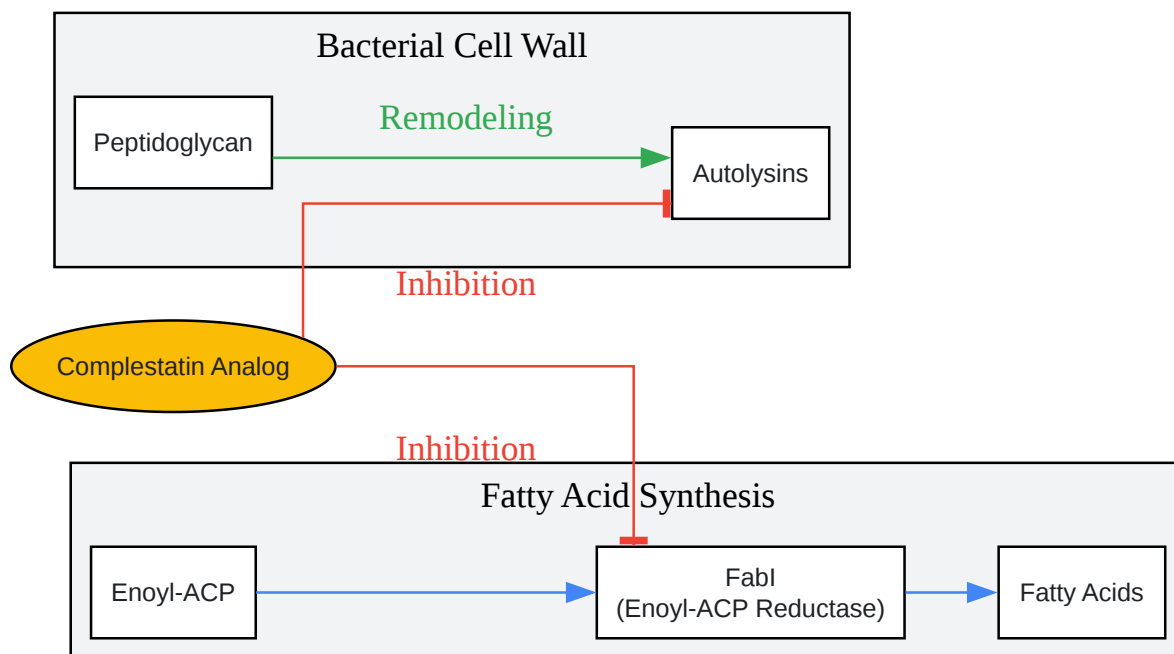 Bacterial Cell Wall
Remodeling
Peptidoglycan
Autolysins
Inhibition
Complestatin Analog
Inhibition
Fatty Acid Synthesis
Enoyl-ACP
FabI
(Enoyl-ACP Reductase)
Fatty Acids